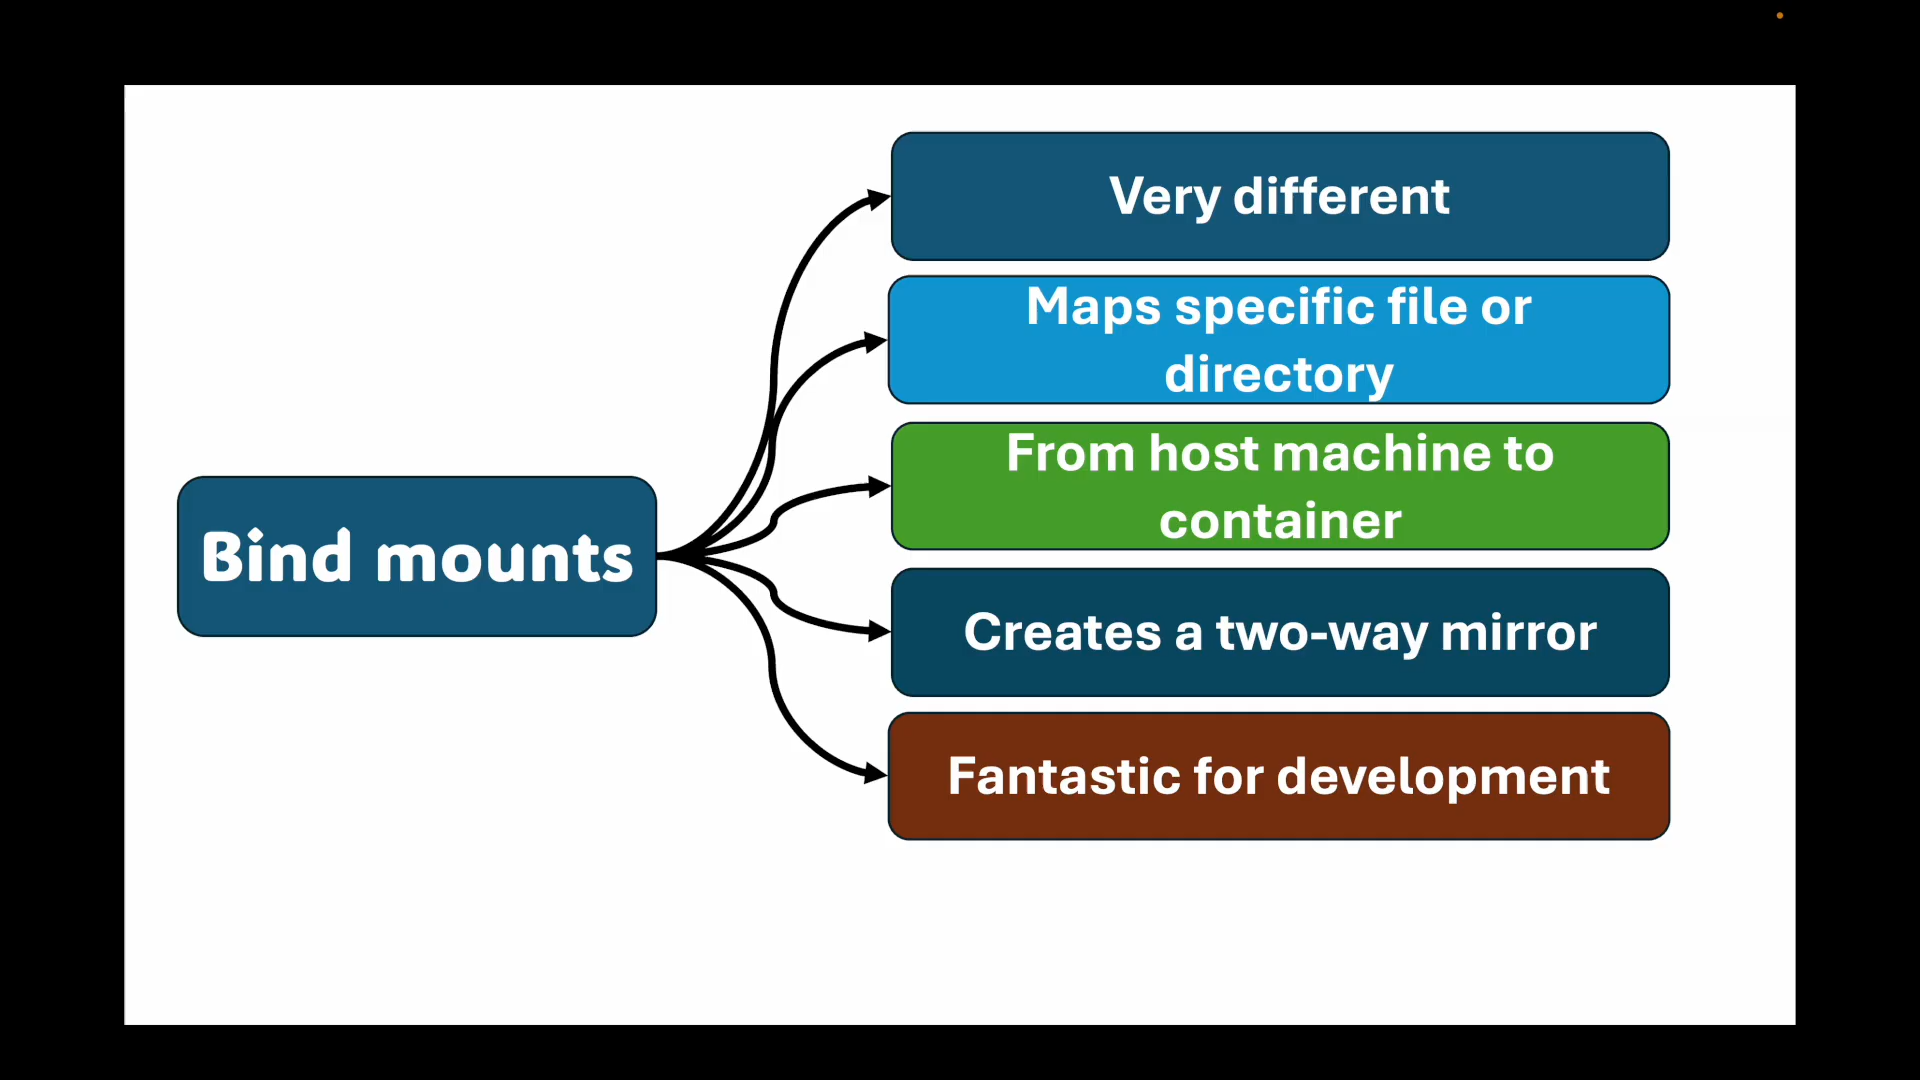 Very different
Maps specific file or
directory
From host machine to
container
Bind mounts
Creates a two-way mirror
Fantastic for development